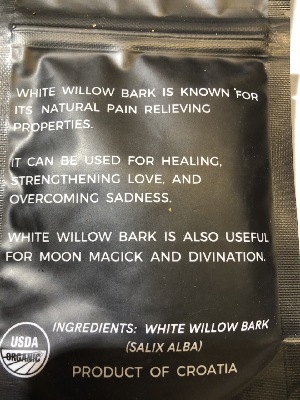 WHITE WILLOW BARK IS KNOWN FOR
ITS NATURAL PAIN RELIEVING
PROPERTIES.
IT CAN BE USED FOR HEALING,
STRENGTHENING LOVE, AND
OVERCOMING SADNESS.
WHITE WILLOW BARK IS ALSO USEFUL
FOR MOON MAGICK AND DIVINATION.
INGREDIENTS: WHITE WILLOW BARK
(SALIX ALBA)
USDA
ORGANIC
PRODUCT OF CROATIA